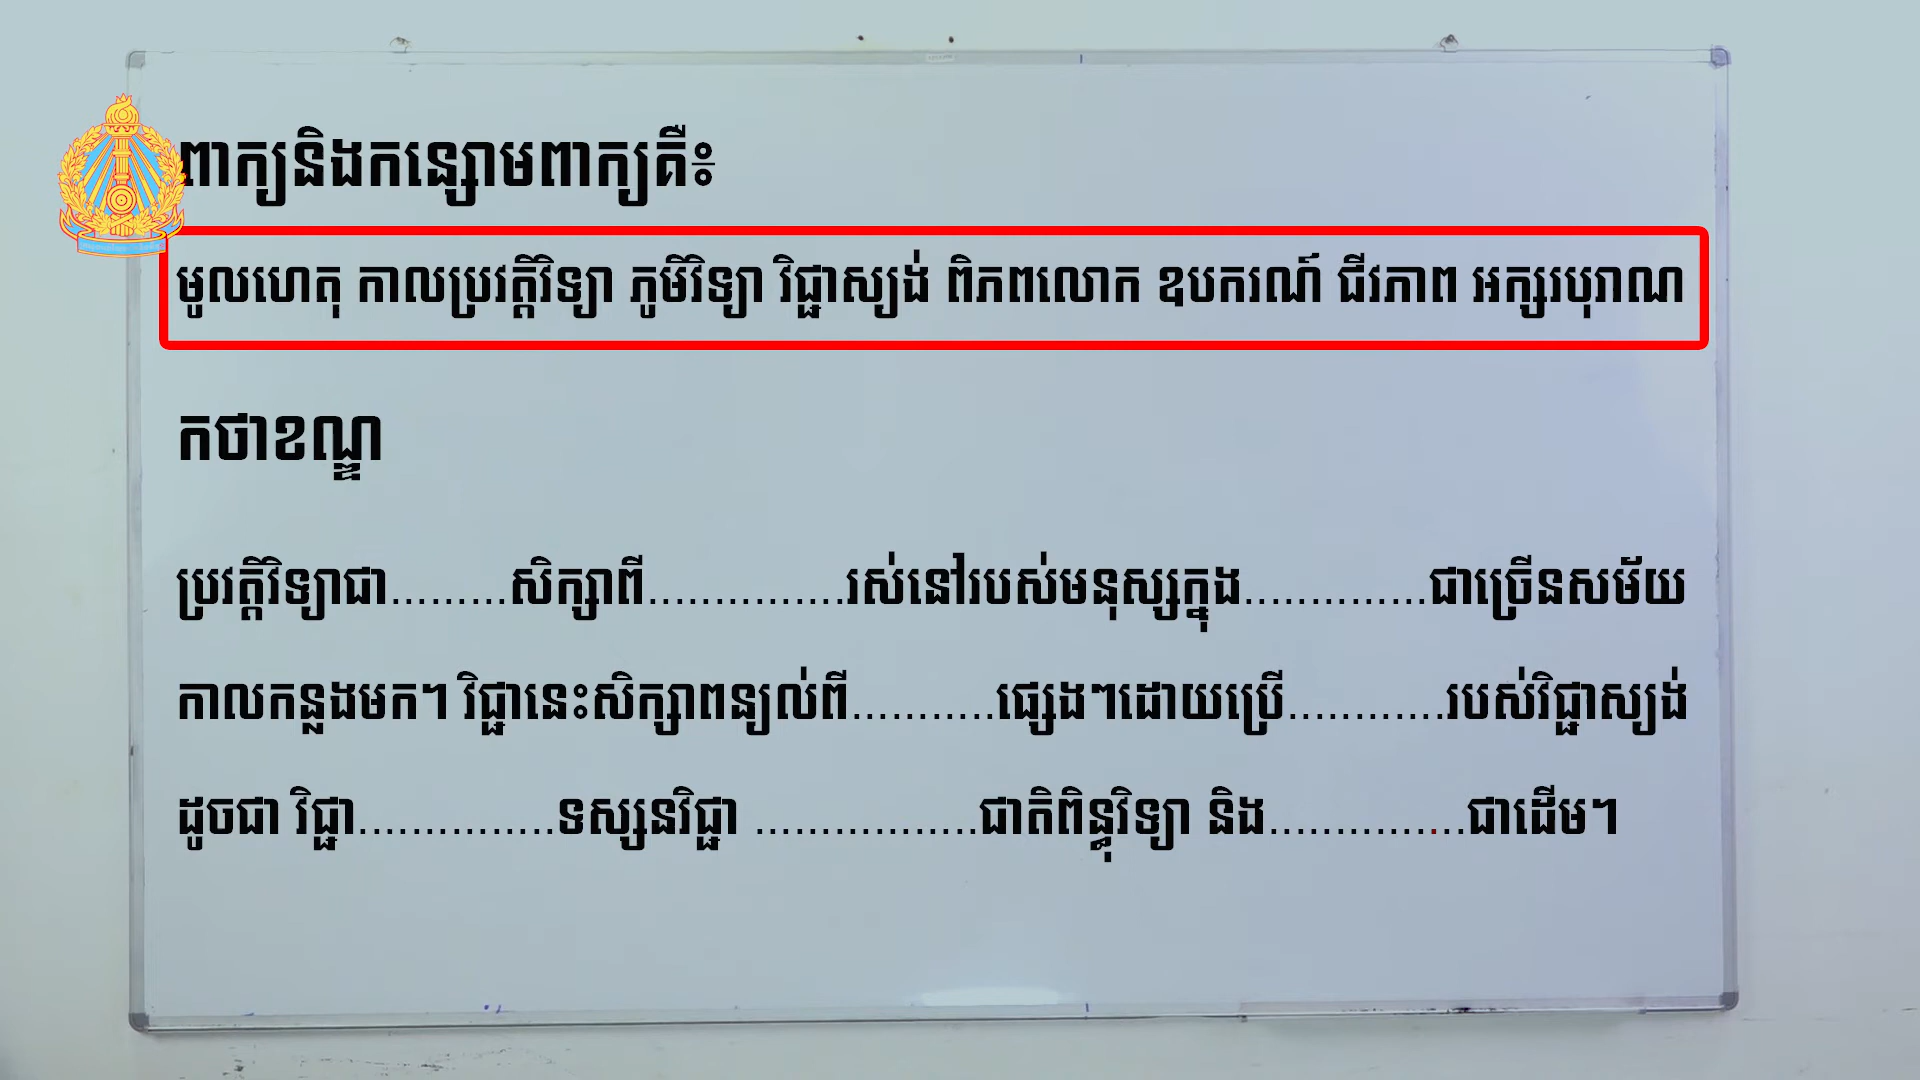 ពាក្យនិងកន្សោមពាក្យគឺ៖
មូលហេតុ កាលប្រវត្តិវិទ្យា ភូមិវិទ្យា វិជ្ជាស្យង់ ពិភពលោក ឧបករណ៍ ជីវភាព អក្សរបុរាណ
កថាខណ្ឌ
ប្រវត្តិវិទ្យាជា.........សិក្សាពី...............រស់នៅរបស់មនុស្សក្នុង..............ជាច្រើនសម័យ
កាលកន្លងមក។ វិជ្ជានេះសិក្សាពន្យល់ពី...........ផ្សេងៗដោយប្រើ............របស់វិជ្ជាស្យង់
ដូចជា វិជ្ជា...............ទស្សនវិជ្ជា .................ជាតិពិន្ធុវិទ្យា និង...............ជាដើម។